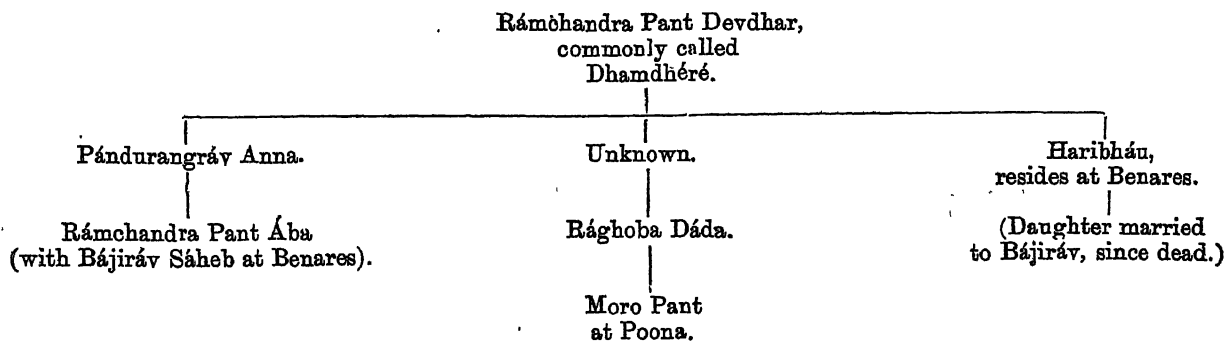 Rámchandra Pant Devdhar,
commonly called
Dhamdhéré.
Pándurangráv Anna.
Unknown.
Haribháu,
resides at Benares.
Rámchandra Pant Ába
(with Bájiráv Sáheb at Benares).
Rághoba Dáda.
(Daughter married
to Bájiráv, since dead.)
Moro Pant
at Poona.